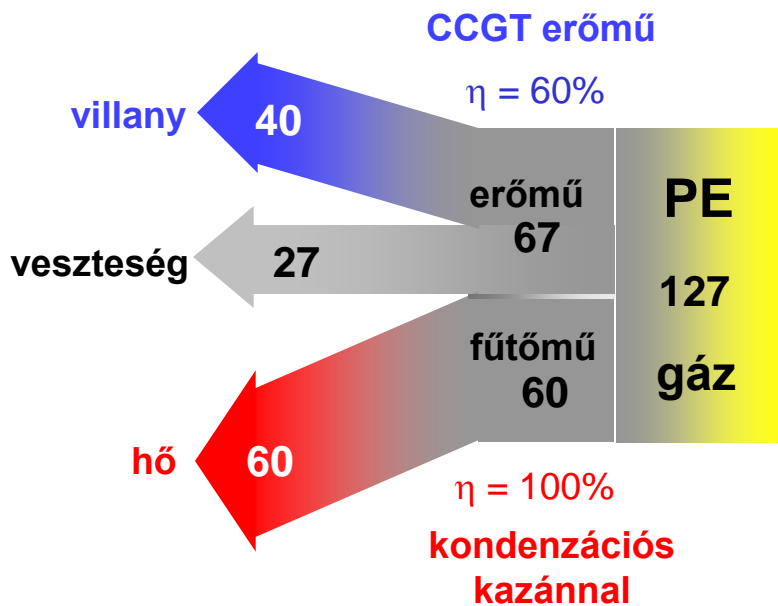 CCGT erőmű
η = 60%
villany
40
PE
erőmű
67
veszteség
27
127
fűtőmű
60
gáz
hő
60
η = 100%
kondenzációs
kazánnal